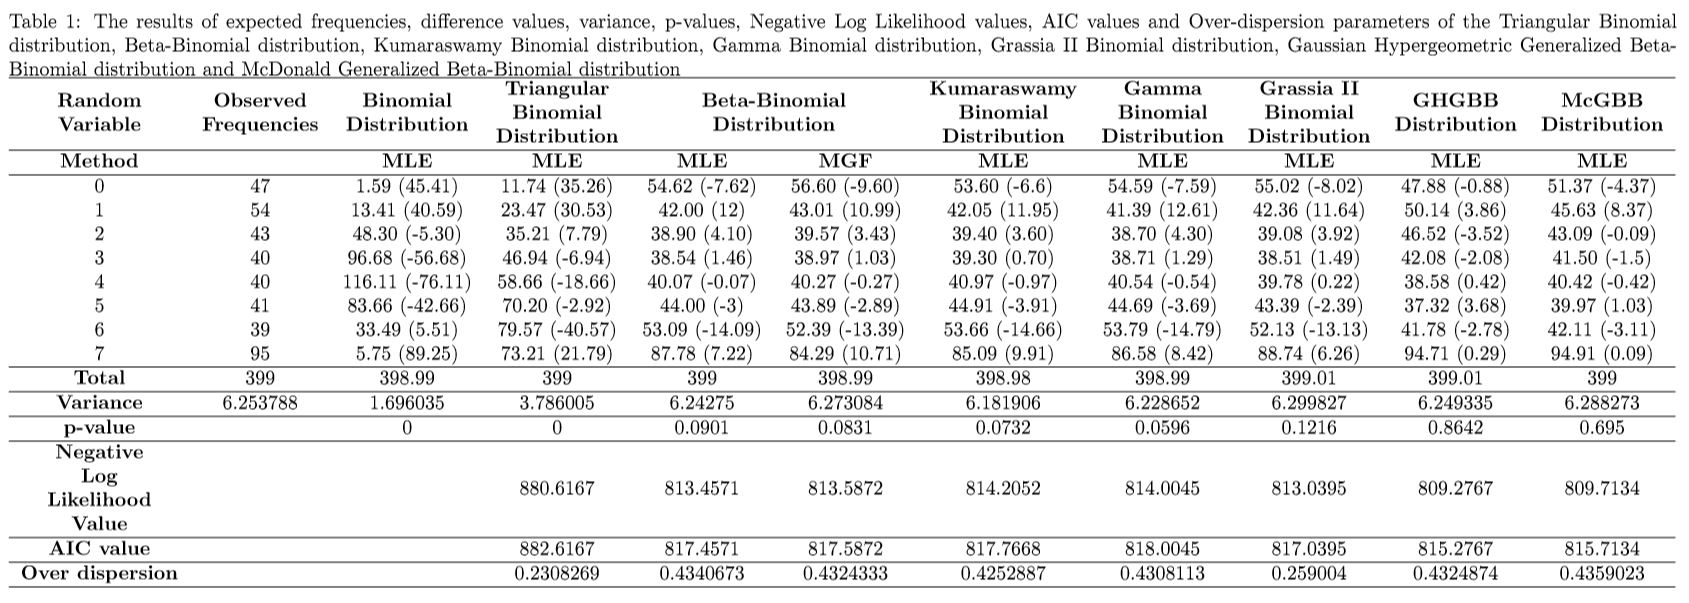 Table 1: The results of expected frequencies, difference values, variance, p-values, Negative Log Likelihood values, AIC values and Over-dispersion parameters of the Triangular Binomial
distribution, Beta-Binomial distribution, Kumaraswamy Binomial distribution, Gamma Binomial distribution, Grassia II Binomial distribution, Gaussian Hypergeometric Generalized Beta-
Binomial distribution and McDonald Generalized Beta-Binomial distribution
Random Variable Observed Frequencies Binomial Distribution Triangular Binomial Distribution Beta-Binomial Distribution Kumaraswamy Binomial Distribution Gamma Binomial Distribution Grassia II Binomial Distribution GHGBB Distribution McGBB Distribution
Method MLE MLE MLE MGF MLE MLE MLE MLE MLE
0 47 1.59 (45.41) 11.74 (35.26) 54.62 (-7.62) 56.60 (-9.60) 53.60 (-6.6) 54.59 (-7.59) 55.02 (-8.02) 47.88 (-0.88) 51.37 (-4.37)
1 54 13.41 (40.59) 23.47 (30.53) 42.00 (12) 43.01 (10.99) 42.05 (11.95) 41.39 (12.61) 42.36 (11.64) 50.14 (3.86) 45.63 (8.37)
2 43 48.30 (-5.30) 35.21 (7.79) 38.90 (4.10) 39.57 (3.43) 39.40 (3.60) 38.70 (4.30) 39.08 (3.92) 46.52 (-3.52) 43.09 (-0.09)
3 40 96.68 (-56.68) 46.94 (-6.94) 38.54 (1.46) 38.97 (1.03) 39.30 (0.70) 38.71 (1.29) 38.51 (1.49) 42.08 (-2.08) 41.50 (-1.5)
4 40 116.11 (-76.11) 58.66 (-18.66) 40.07 (-0.07) 40.27 (-0.27) 40.97 (-0.97) 40.54 (-0.54) 39.78 (0.22) 38.58 (0.42) 40.42 (-0.42)
5 41 83.66 (-42.66) 70.20 (-2.92) 44.00 (-3) 43.89 (-2.89) 44.91 (-3.91) 44.69 (-3.69) 43.39 (-2.39) 37.32 (3.68) 39.97 (1.03)
6 39 33.49 (5.51) 79.57 (-40.57) 53.09 (-14.09) 52.39 (-13.39) 53.66 (-14.66) 53.79 (-14.79) 52.13 (-13.13) 41.78 (-2.78) 42.11 (-3.11)
7 95 5.75 (89.25) 73.21 (21.79) 87.78 (7.22) 84.29 (10.71) 85.09 (9.91) 86.58 (8.42) 88.74 (6.26) 94.71 (0.29) 94.91 (0.09)
Total 399 398.99 399 399 398.99 398.98 398.99 399.01 399.01 399
Variance 6.253788 1.696035 3.786005 6.24275 6.273084 6.181906 6.228652 6.299827 6.249335 6.288273
p-value 0 0 0.0901 0.0831 0.0732 0.0596 0.1216 0.8642 0.695
Negative Log Likelihood Value 880.6167 813.4571 813.5872 814.2052 814.0045 813.0395 809.2767 809.7134
AIC value 882.6167 817.4571 817.5872 817.7668 818.0045 817.0395 815.2767 815.7134
Over dispersion 0.2308269 0.4340673 0.4324333 0.4252887 0.4308113 0.259004 0.4324874 0.4359023